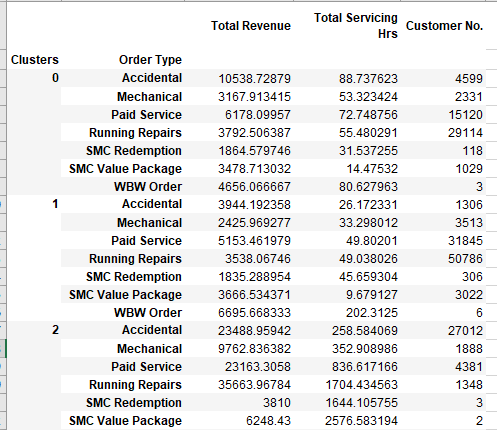 Total Revenue Total Servicing Hrs Customer No.
Clusters Order Type
0 Accidental 10538.72879 88.737623 4599
Mechanical 3167.913415 53.323424 2331
Paid Service 6178.09957 72.748756 15120
Running Repairs 3792.506387 55.480291 29114
SMC Redemption 1864.579746 31.537255 118
SMC Value Package 3478.713032 14.47532 1029
WBW Order 4656.066667 80.627963 3
1 Accidental 3944.192358 26.172331 1306
Mechanical 2425.969277 33.298012 3513
Paid Service 5153.461979 49.80201 31845
Running Repairs 3538.06746 49.038026 50786
SMC Redemption 1835.288954 45.659304 306
SMC Value Package 3666.534371 9.679127 3022
WBW Order 6695.668333 202.3125 6
2 Accidental 23488.95942 258.584069 27012
Mechanical 9762.836382 352.908986 1888
Paid Service 23163.3058 836.617166 4381
Running Repairs 35663.96784 1704.434563 1348
SMC Redemption 3810 1644.105755 3
SMC Value Package 6248.43 2576.583194 2